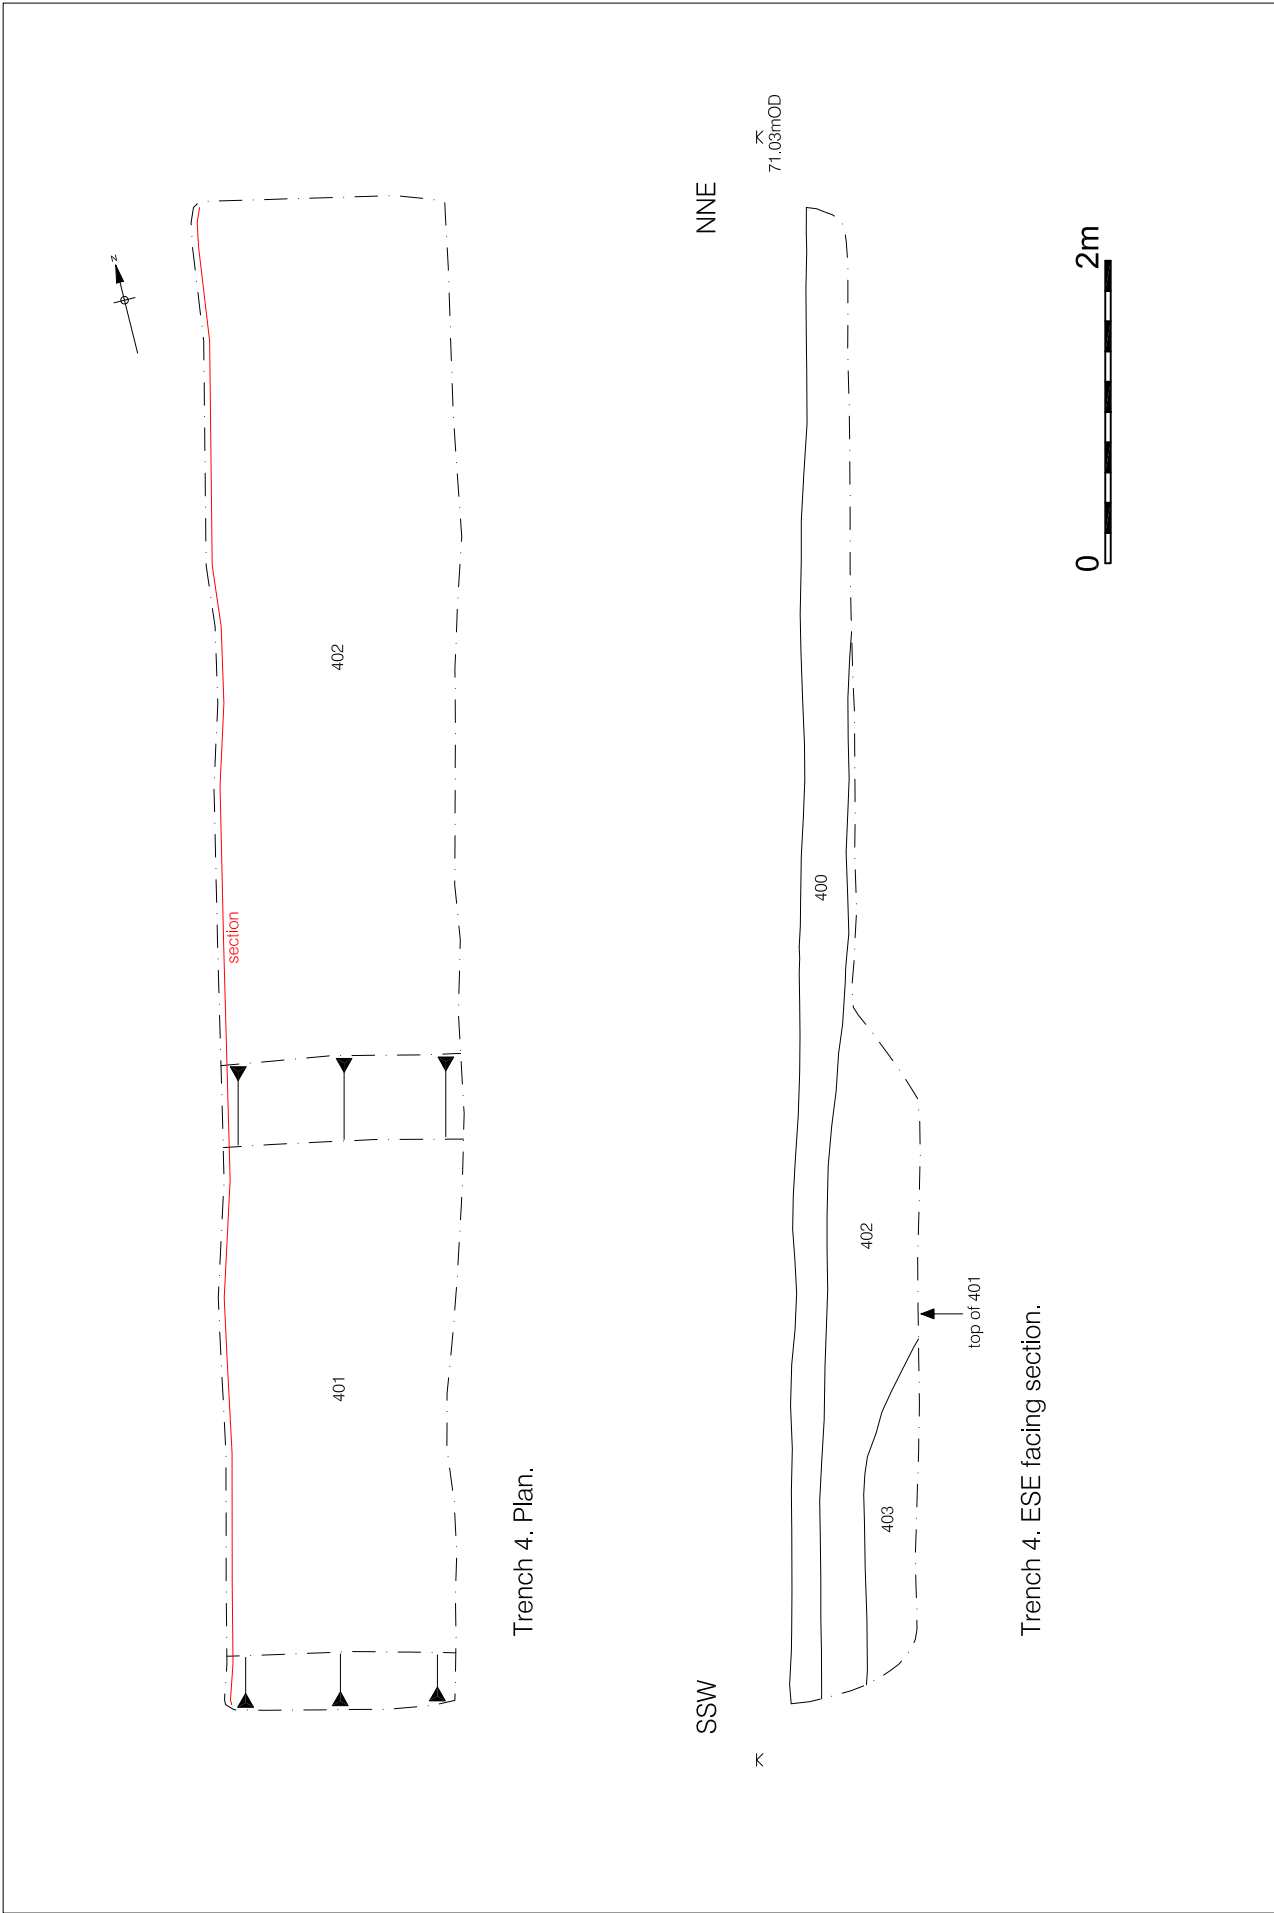 N
section
401
402
Trench 4. Plan.
SSW
NNE
71.03mOD
400
402
403
top of 401
Trench 4. ESE facing section.
0
2m